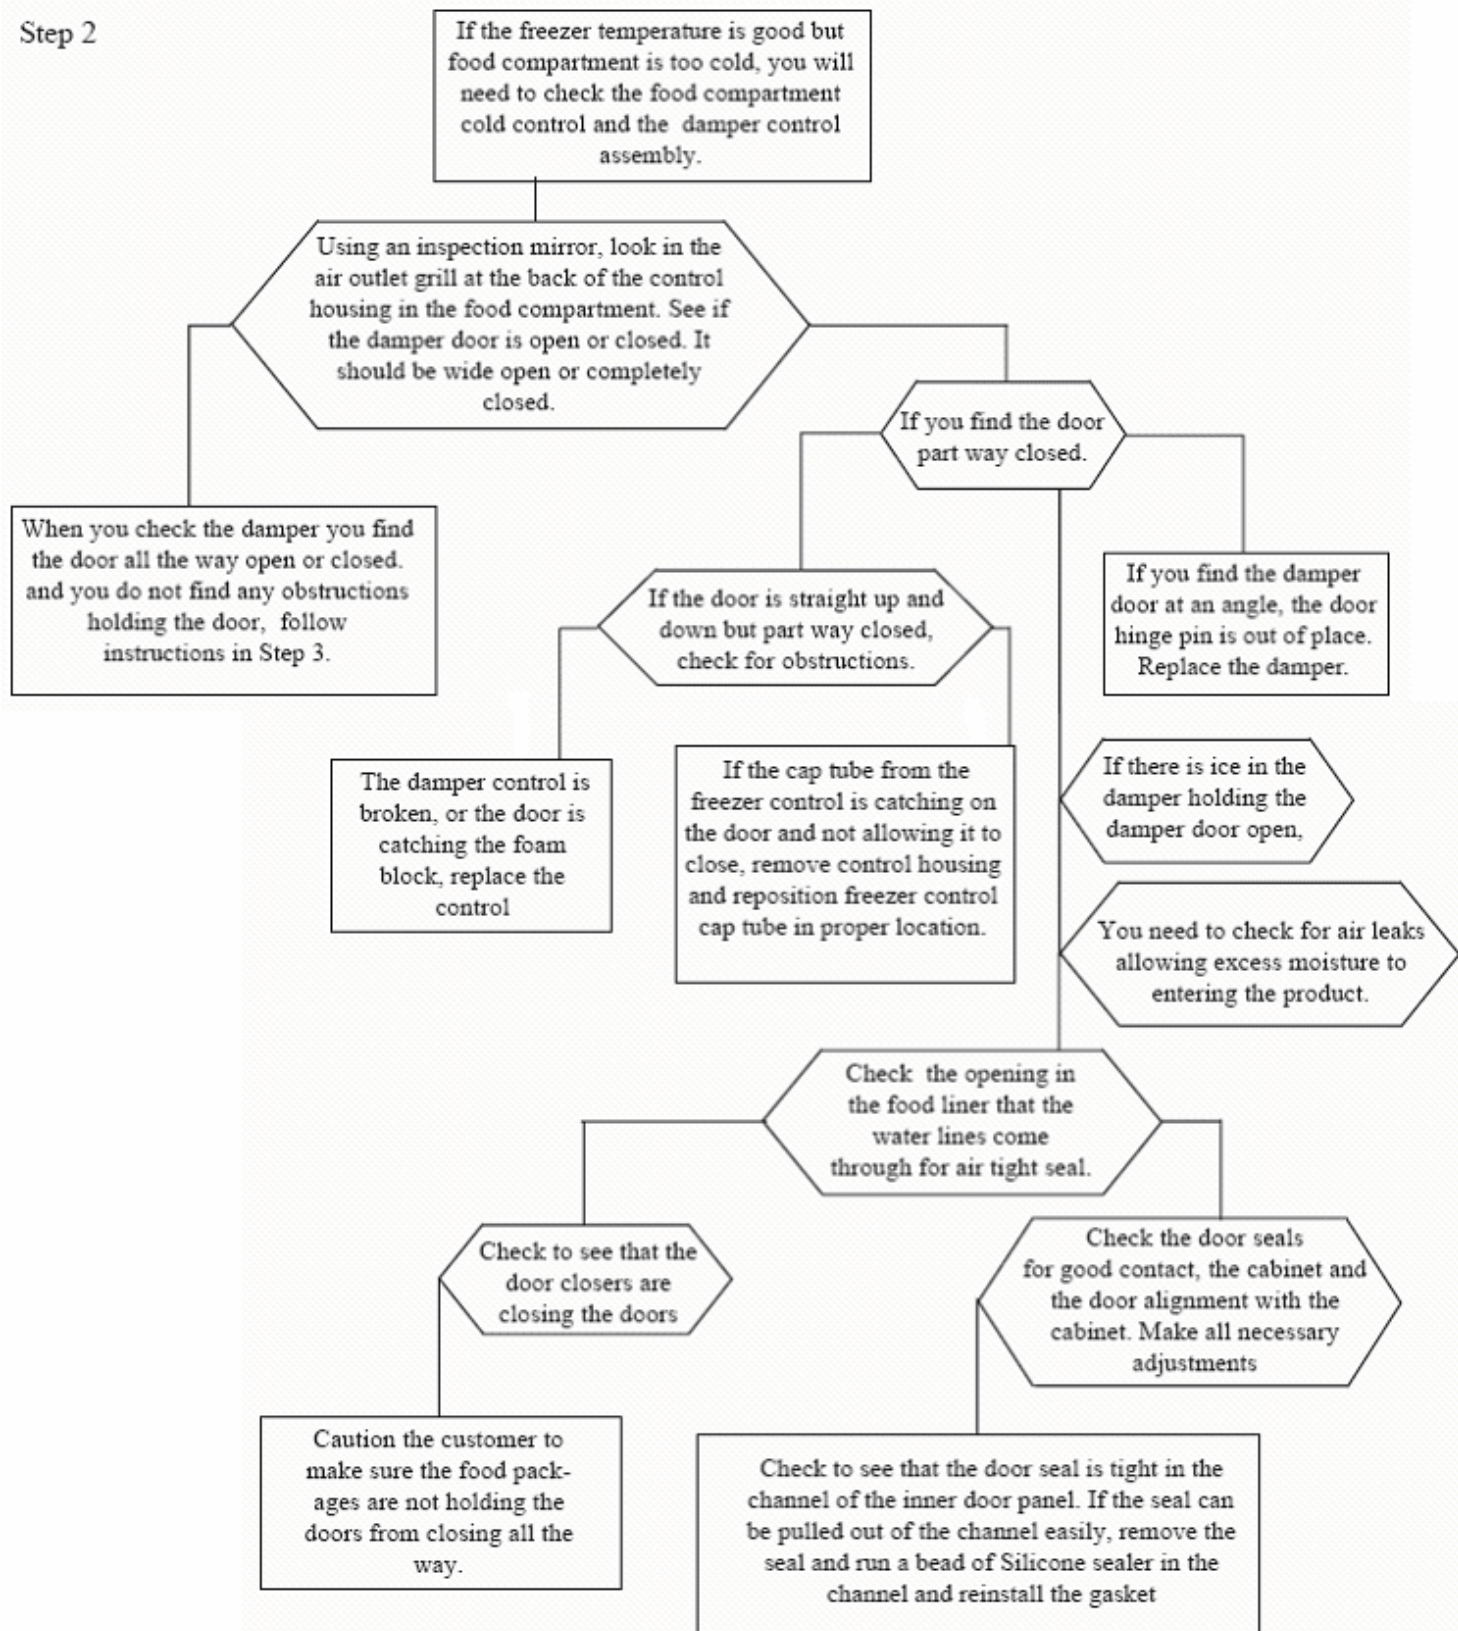 Step 2
If the freezer temperature is good but
food compartment is too cold, you will
need to check the food compartment
cold control and the damper control
assembly.
Using an inspection mirror, look in the
air outlet grill at the back of the control
housing in the food compartment. See if
the damper door is open or closed. It
should be wide open or completely
closed.
If you find the door
part way closed.
When you check the damper you find
the door all the way open or closed.
and you do not find any obstructions
holding the door, follow
instructions in Step 3.
If the door is straight up and
down but part way closed,
check for obstructions.
If you find the damper
door at an angle, the door
hinge pin is out of place.
Replace the damper.
The damper control is
broken, or the door is
catching the foam
block, replace the
control
If the cap tube from the
freezer control is catching on
the door and not allowing it to
close, remove control housing
and reposition freezer control
cap tube in proper location.
If there is ice in the
damper holding the
damper door open,
You need to check for air leaks
allowing excess moisture to
entering the product.
Check the opening in
the food liner that the
water lines come
through for air tight seal.
Check to see that the
door closers are
closing the doors
Check the door seals
for good contact, the cabinet and
the door alignment with the
cabinet. Make all necessary
adjustments
Caution the customer to
make sure the food pack-
ages are not holding the
doors from closing all the
way.
Check to see that the door seal is tight in the
channel of the inner door panel. If the seal can
be pulled out of the channel easily, remove the
seal and run a bead of Silicone sealer in the
channel and reinstall the gasket